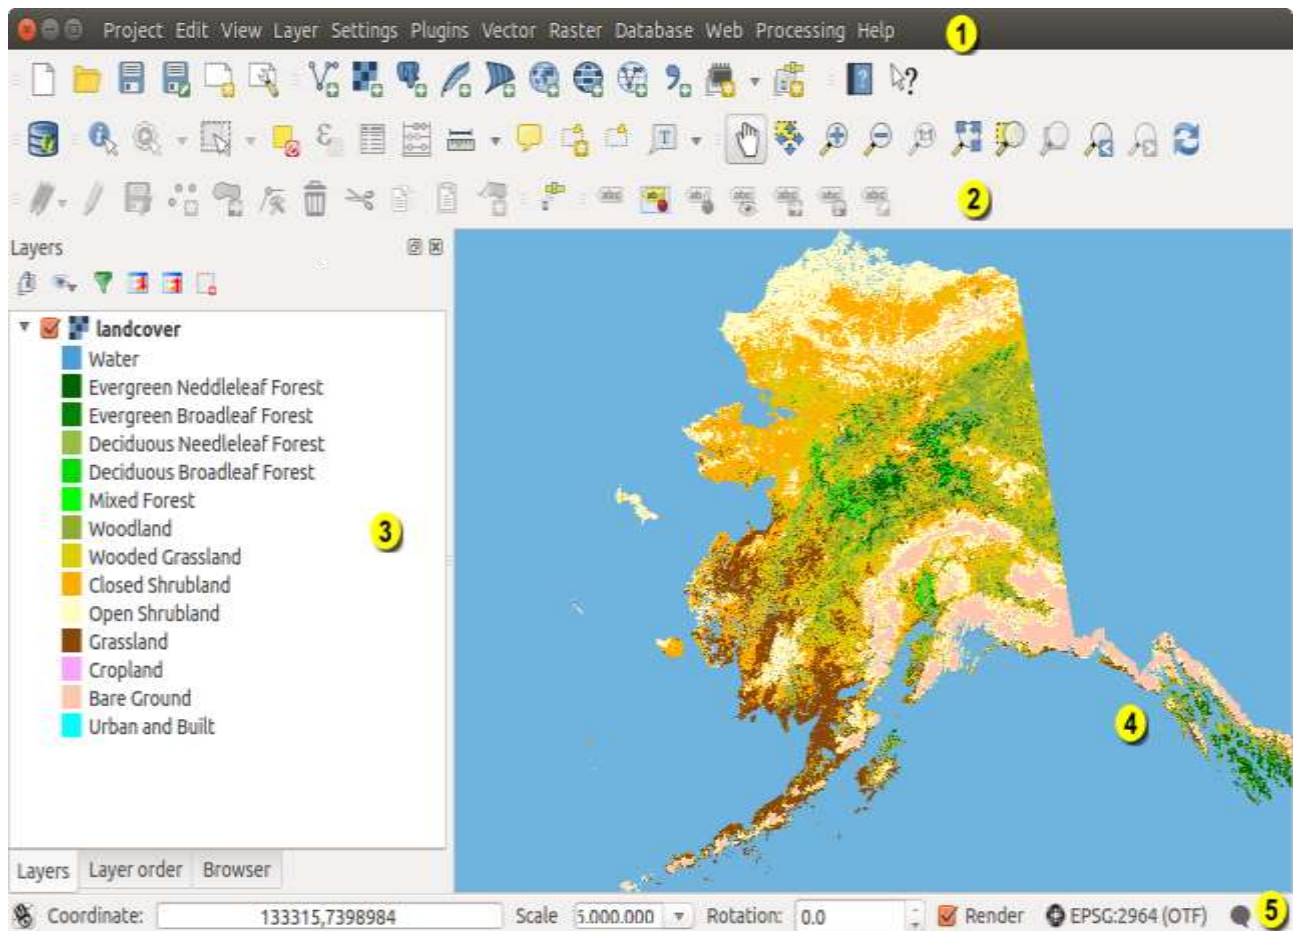 Project Edit View Layer Settings Plugins Vector Raster Database Web Processing Help 1
2
Layers
landcover
Water
Evergreen Neddleleaf Forest
Evergreen Broadleaf Forest
Deciduous Needleleaf Forest
Deciduous Broadleaf Forest
Mixed Forest
Woodland
3
Wooded Grassland
Closed Shrubland
Open Shrubland
Grassland
Cropland
Bare Ground
Urban and Built
4
Layers Layer order Browser
Coordinate: 133315,7398984 Scale 5.000.000 Rotation: 0.0 Render EPSG:2964 (OTF) 5